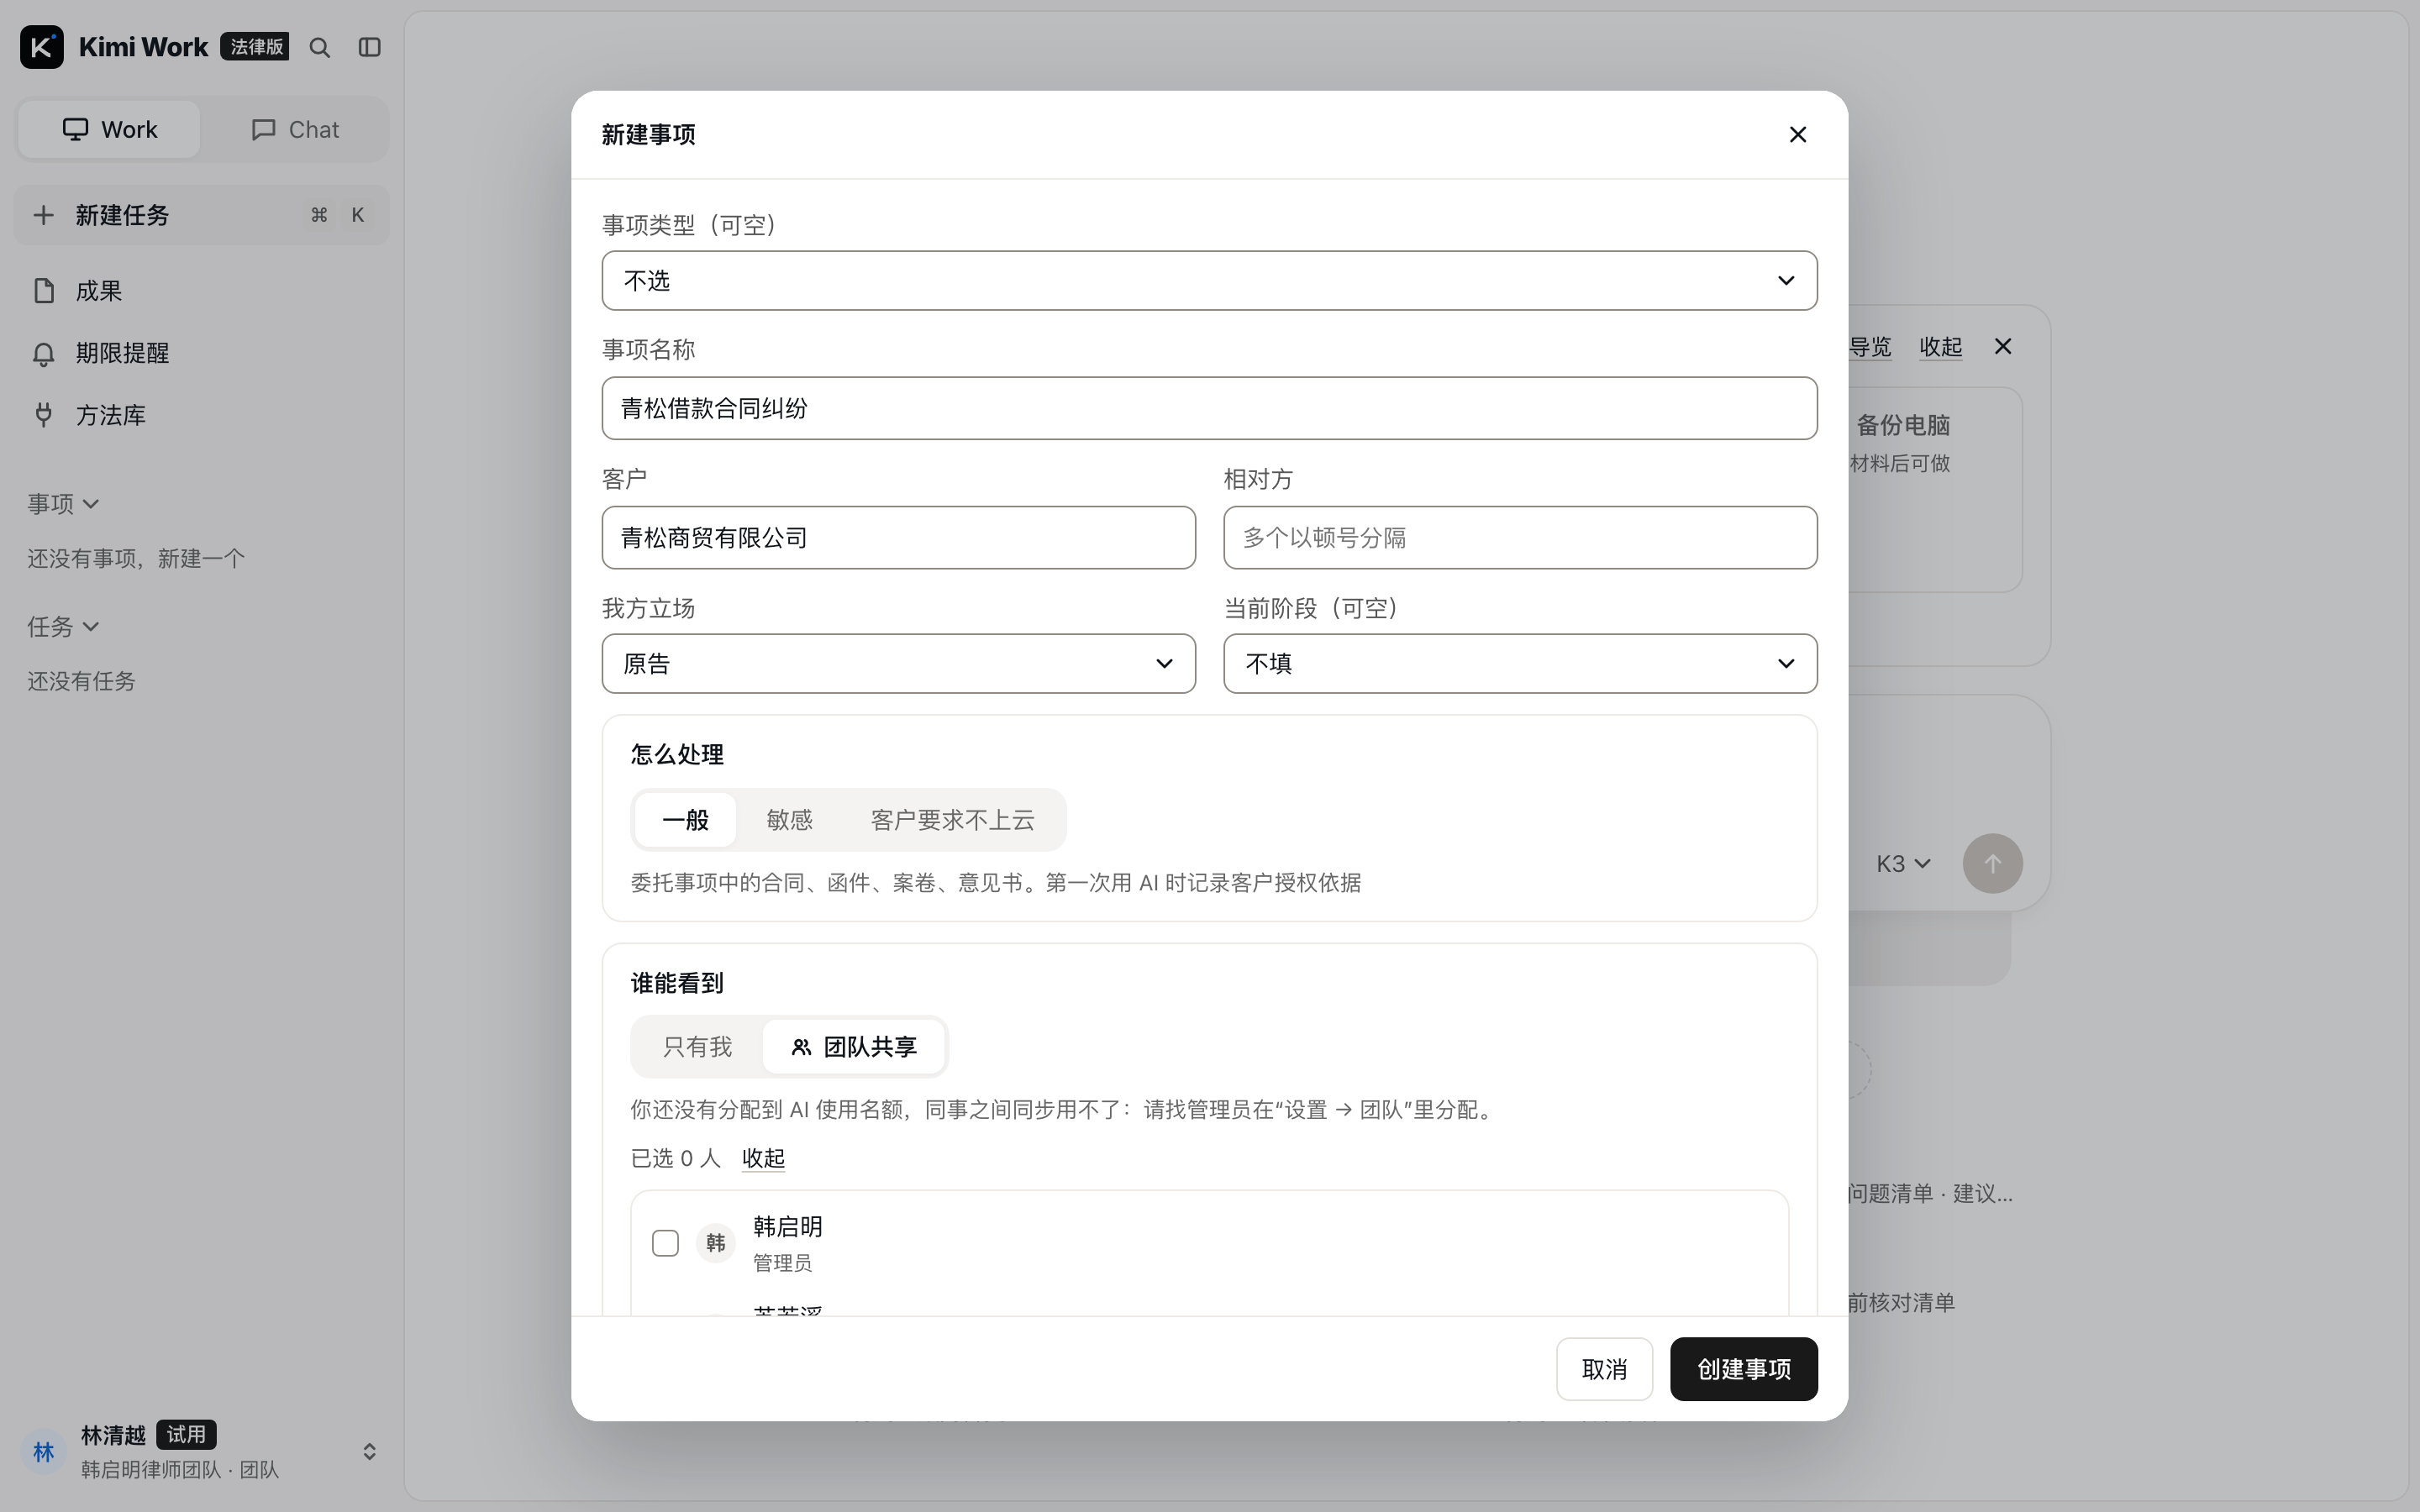 Kimi Work 法律版
Work
Chat
新建任务 ⌘ K
成果
期限提醒
方法库
事项
还没有事项，新建一个
任务
还没有任务
林清越 试用
韩启明律师团队 · 团队
新建事项
事项类型（可空）
不选
事项名称
青松借款合同纠纷
客户
相对方
青松商贸有限公司
多个以顿号分隔
我方立场
当前阶段（可空）
原告
不填
怎么处理
一般 敏感 客户要求不上云
委托事项中的合同、函件、案卷、意见书。第一次用 AI 时记录客户授权依据
谁能看到
只有我 团队共享
你还没有分配到 AI 使用名额，同事之间同步用不了：请找管理员在“设置 → 团队”里分配。
已选 0 人 收起
韩 韩启明
管理员
取消 创建事项
导览 收起
备份电脑
材料后可做
K3
问题清单 · 建议...
前核对清单